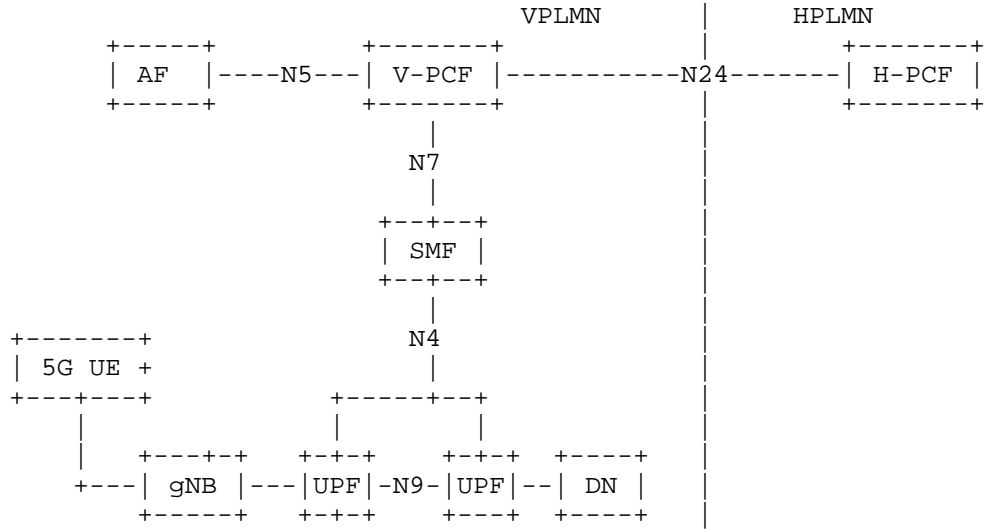 VPLMN HPLMN
AF N5 V-PCF N24 H-PCF
N7
SMF
N4
5G UE
gNB UPF N9 UPF DN